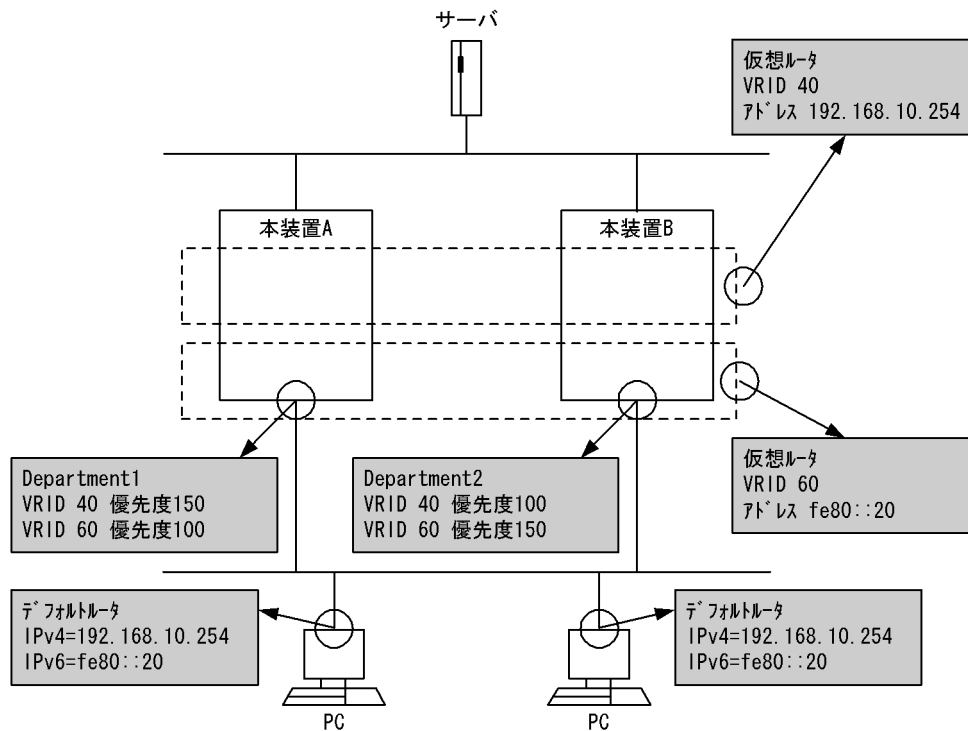 サーバ
仮想ﾙｰﾀ
VRID 40
ｱﾄﾞﾚｽ 192.168.10.254
本装置A
本装置B
Department1
VRID 40 優先度150
VRID 60 優先度100
Department2
VRID 40 優先度100
VRID 60 優先度150
仮想ﾙｰﾀ
VRID 60
ｱﾄﾞﾚｽ fe80::20
ﾃﾞﾌｫﾙﾄﾙｰﾀ
IPv4=192.168.10.254
IPv6=fe80::20
ﾃﾞﾌｫﾙﾄﾙｰﾀ
IPv4=192.168.10.254
IPv6=fe80::20
PC
PC